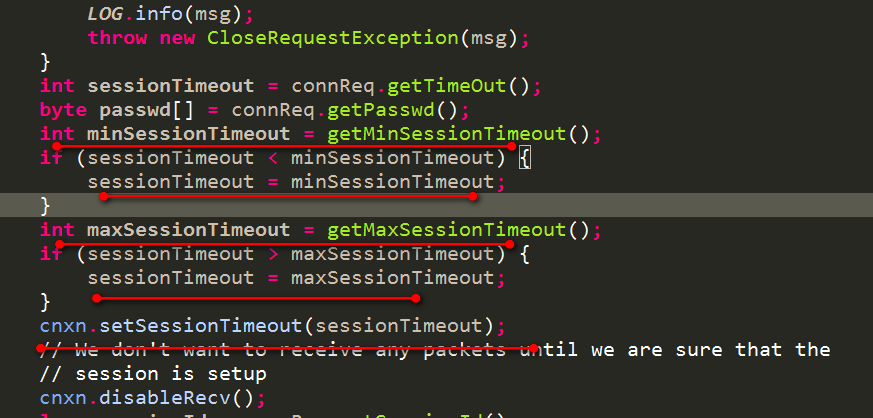 LOG.info(msg);
throw new CloseRequestException(msg);
}
int sessionTimeout = connReq.getTimeOut();
byte passwd[] = connReq.getPasswd();
int minSessionTimeout = getMinSessionTimeout();
if (sessionTimeout < minSessionTimeout) {
sessionTimeout = minSessionTimeout;
}
int maxSessionTimeout = getMaxSessionTimeout();
if (sessionTimeout > maxSessionTimeout) {
sessionTimeout = maxSessionTimeout;
}
cnxn.setSessionTimeout(sessionTimeout);
// We don't want to receive any packets until we are sure that the
// session is setup
cnxn.disableRecv();